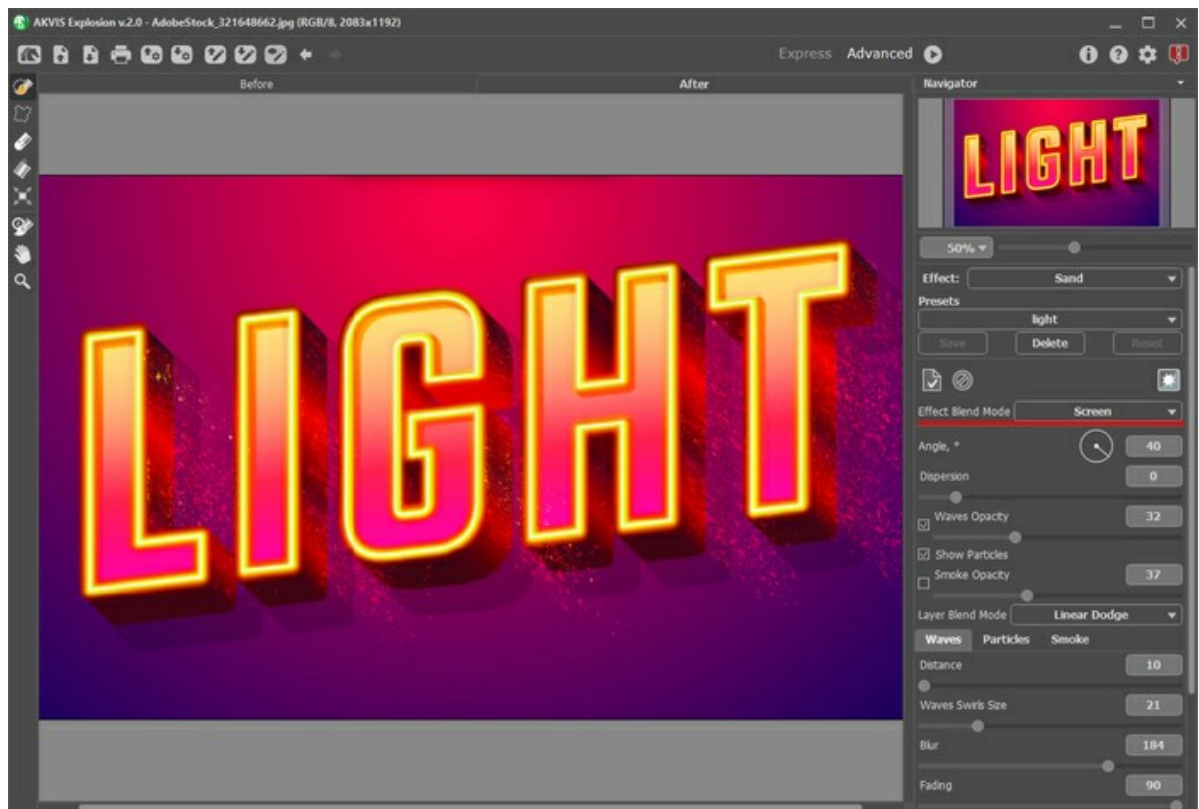 AKVIS Explosion v.2.0 - AdobeStock_321648662.jpg (RGB/8, 2083x1192)
Express Advanced
Before After
Navigator
LIGHT
LIGHT
50%
Effect: Sand
Presets
light
Save Delete Reset
Effect Blend Mode Screen
Angle, ° 40
Dispersion 0
Waves Opacity 32
Show Particles
Smoke Opacity 37
Layer Blend Mode Linear Dodge
Waves Particles Smoke
Distance 10
Waves Swirls Size 21
Blur 184
Fading 90